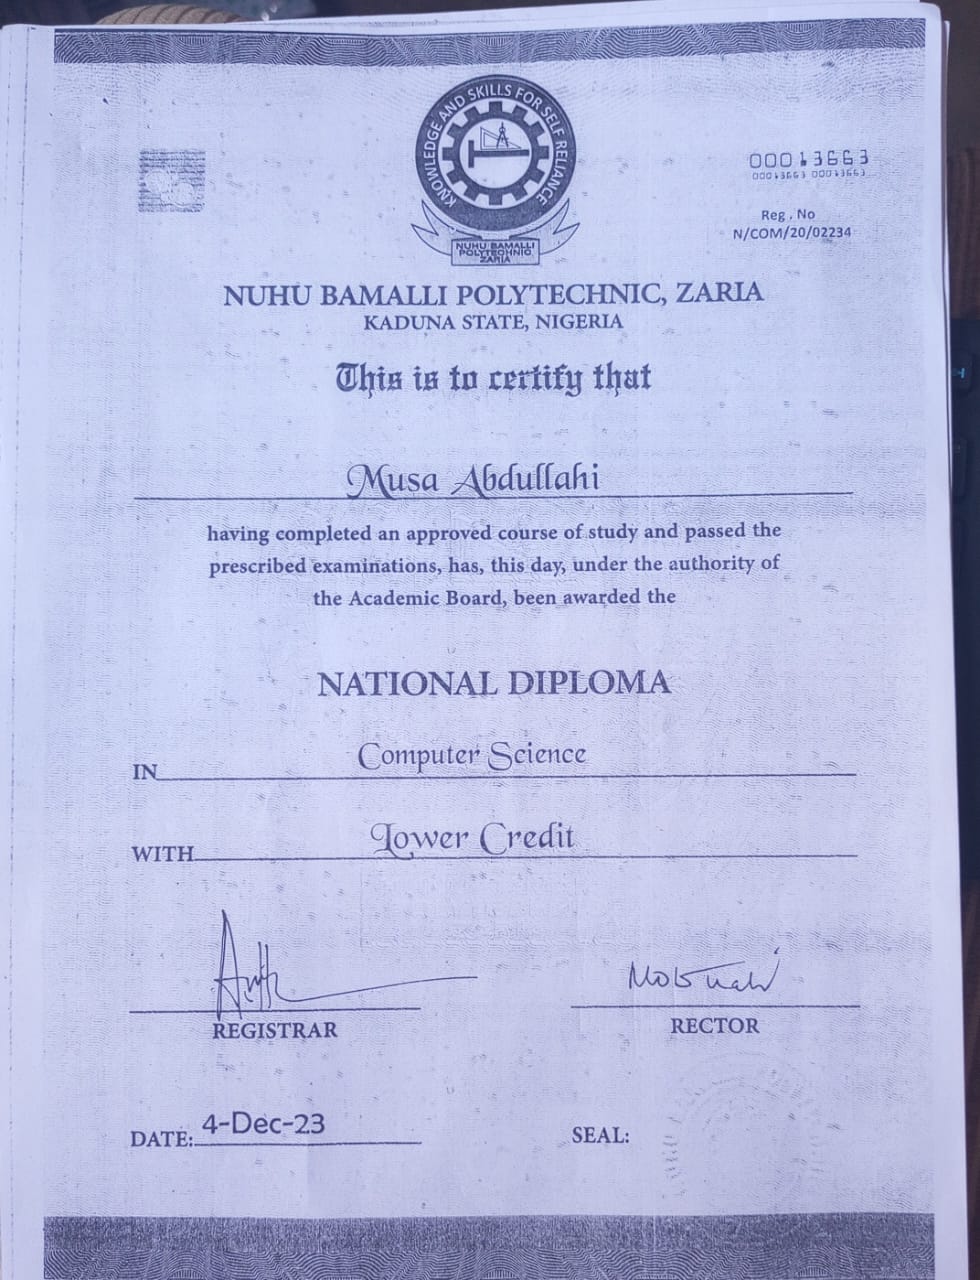 KNOWLEDGE AND SKILLS FOR SELF RELIANCE
NUHU BAMALLI
POLYTECHNIC
ZARIA
00013663
00013663 00013663
Reg . No
N/COM/20/02234
NUHU BAMALLI POLYTECHNIC, ZARIA
KADUNA STATE, NIGERIA
This is to certify that
Musa Abdullahi
having completed an approved course of study and passed the
prescribed examinations, has, this day, under the authority of
the Academic Board, been awarded the
NATIONAL DIPLOMA
IN Computer Science
WITH Lower Credit
REGISTRAR
RECTOR
DATE: 4-Dec-23
SEAL: